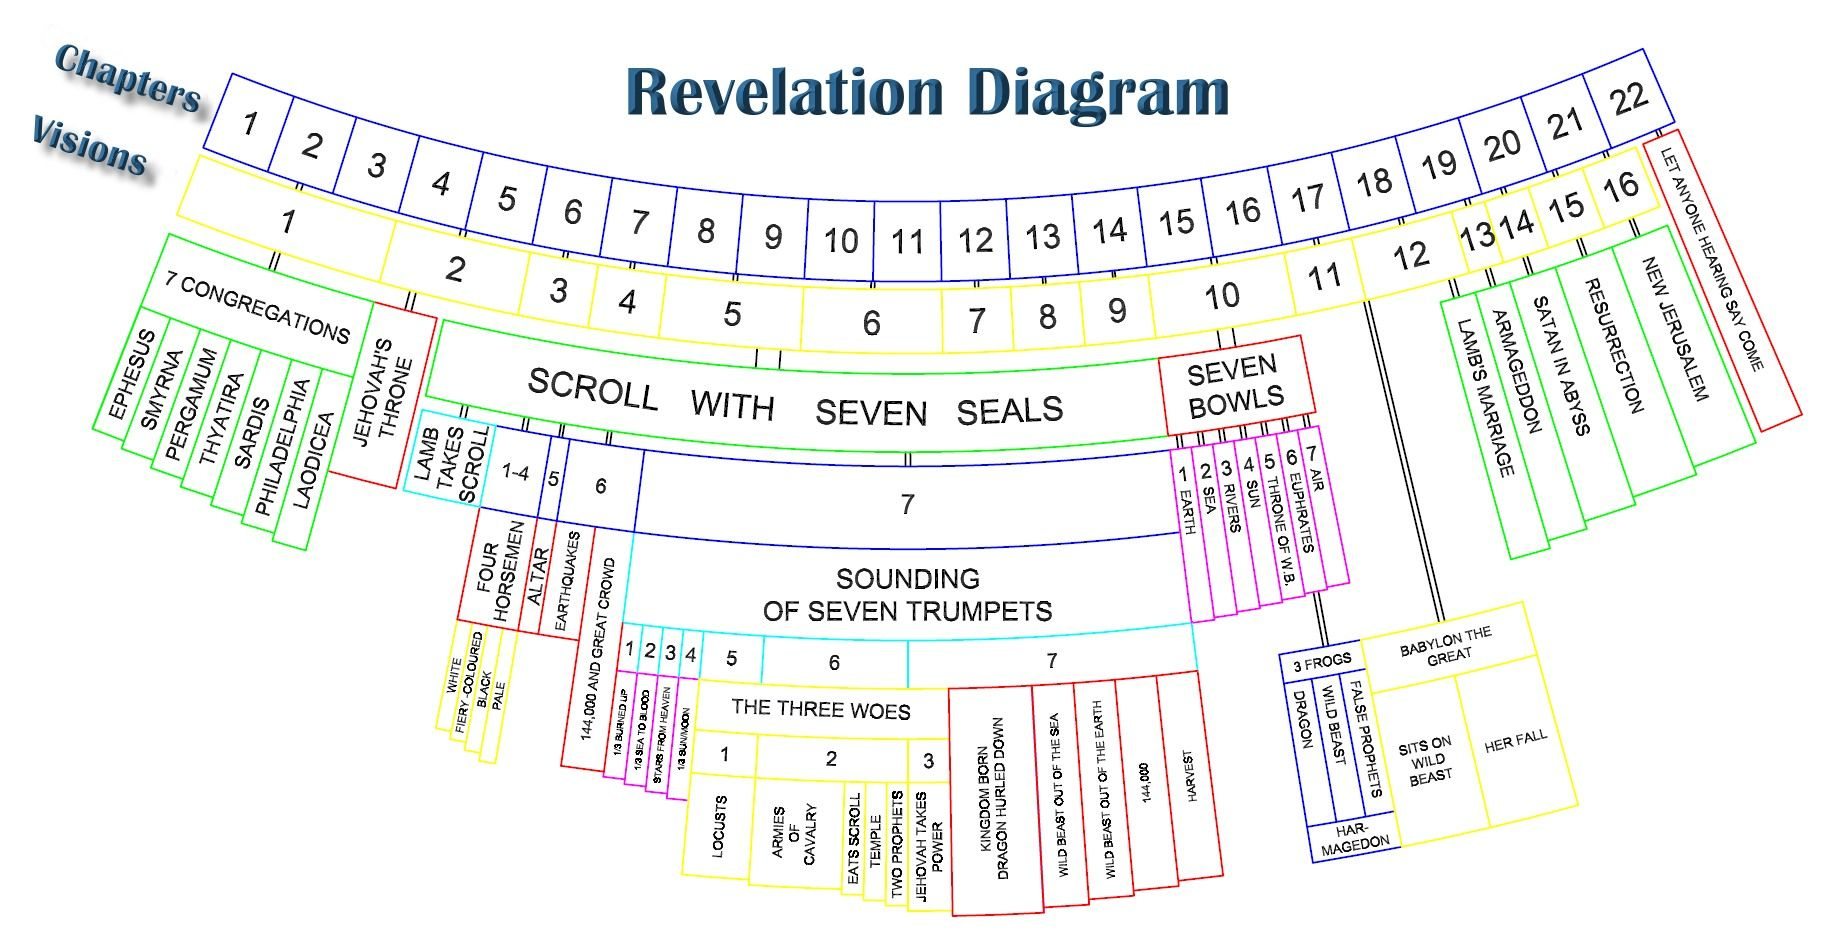 Revelation Diagram
Chapters
1 2 3 4 5 6 7 8 9 10 11 12 13 14 15 16 17 18 19 20 21 22
Visions
1 2 3 4 5 6 7 8 9 10 11 12 13 14 15 16
7 CONGREGATIONS
EPHESUS
SMYRNA
PERGAMUM
THYATIRA
SARDIS
PHILADELPHIA
LAODICEA
JEHOVAH'S
THRONE
SCROLL WITH SEVEN SEALS
LAMB
TAKES
SCROLL
1-4
5
6
7
FOUR
HORSEMEN
WHITE
FIERY -COLOURED
BLACK
PALE
ALTAR
EARTHQUAKES
144,000 AND GREAT CROWD
SOUNDING
OF SEVEN TRUMPETS
1 2 3 4 5 6 7
1/3 BURNED UP
1/3 SEA TO BLOOD
STARS FROM HEAVEN
1/3 SUN/MOON
THE THREE WOES
1 2 3
LOCUSTS
ARMIES
OF
CAVALRY
EATS SCROLL
TEMPLE
TWO PROPHETS
JEHOVAH TAKES
POWER
KINGDOM BORN
DRAGON HURLED DOWN
WILD BEAST OUT OF THE SEA
WILD BEAST OUT OF THE EARTH
144,000
HARVEST
SEVEN
BOWLS
1 EARTH
2 SEA
3 RIVERS
4 SUN
5 THRONE OF W.B.
6 EUPHRATES
7 AIR
3 FROGS
DRAGON
WILD BEAST
FALSE PROPHETS
HAR-
MAGEDON
BABYLON THE
GREAT
SITS ON
WILD
BEAST
HER FALL
LAMB'S MARRIAGE
ARMAGEDDON
SATAN IN ABYSS
RESURRECTION
NEW JERUSALEM
LET ANYONE HEARING SAY COME